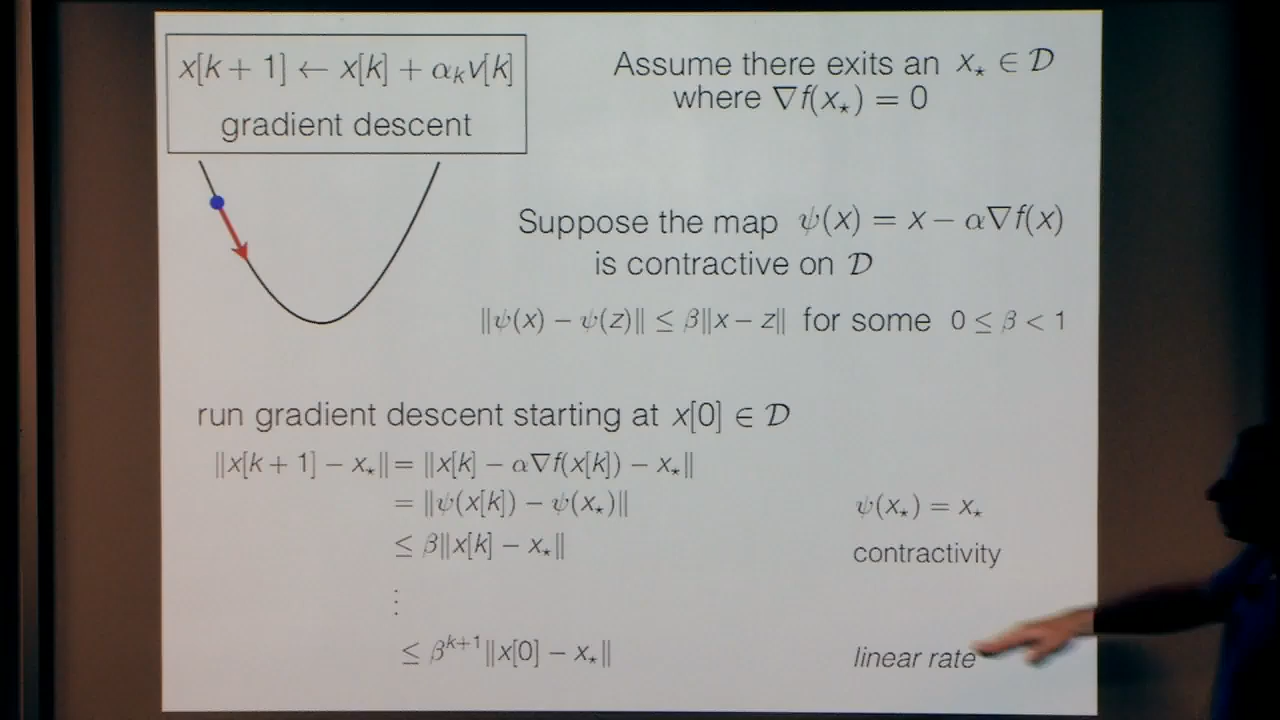 x[k + 1] ← x[k] + α_k v[k]
gradient descent
Assume there exits an x⋆ ∈ 𝒟
where ∇f(x⋆) = 0
Suppose the map ψ(x) = x − α∇f(x)
is contractive on 𝒟
‖ψ(x) − ψ(z)‖ ≤ β‖x − z‖ for some 0 ≤ β < 1
run gradient descent starting at x[0] ∈ 𝒟
‖x[k + 1] − x⋆‖ = ‖x[k] − α∇f(x[k]) − x⋆‖
= ‖ψ(x[k]) − ψ(x⋆)‖ ψ(x⋆) = x⋆
≤ β‖x[k] − x⋆‖ contractivity
⋮
≤ β^{k+1}‖x[0] − x⋆‖ linear rate